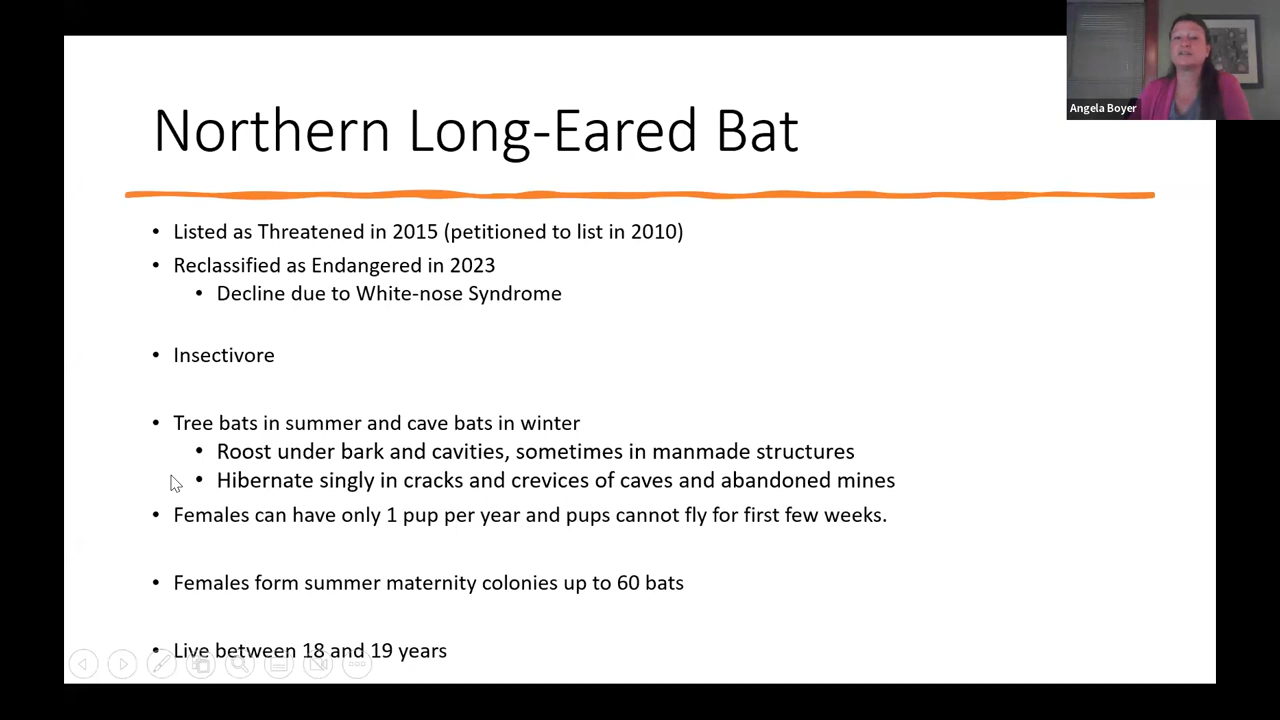 Angela Boyer
Northern Long-Eared Bat
• Listed as Threatened in 2015 (petitioned to list in 2010)
• Reclassified as Endangered in 2023
• Decline due to White-nose Syndrome
• Insectivore
• Tree bats in summer and cave bats in winter
• Roost under bark and cavities, sometimes in manmade structures
• Hibernate singly in cracks and crevices of caves and abandoned mines
• Females can have only 1 pup per year and pups cannot fly for first few weeks.
• Females form summer maternity colonies up to 60 bats
• Live between 18 and 19 years